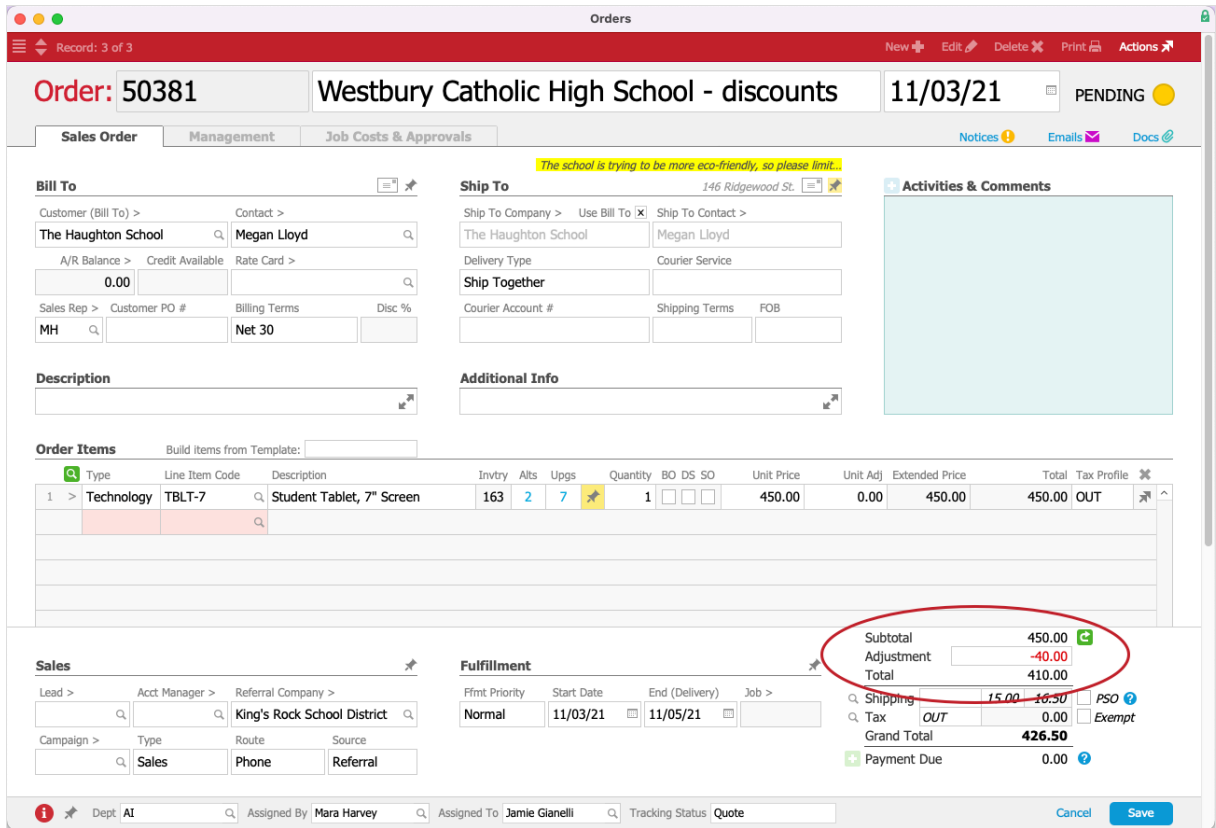 Orders
Record: 3 of 3 New Edit Delete Print Actions
Order: 50381 Westbury Catholic High School - discounts 11/03/21 PENDING
Sales Order Management Job Costs & Approvals Notices Emails Docs
The school is trying to be more eco-friendly, so please limit...
Bill To Ship To 146 Ridgewood St. Activities & Comments
Customer (Bill To) > Contact > Ship To Company > Use Bill To x Ship To Contact >
The Haughton School Megan Lloyd The Haughton School Megan Lloyd
A/R Balance > Credit Available Rate Card > Delivery Type Courier Service
0.00 Ship Together
Sales Rep > Customer PO # Billing Terms Disc % Courier Account # Shipping Terms FOB
MH Net 30
Description Additional Info
Order Items Build items from Template:
Type Line Item Code Description Invtry Alts Upgs Quantity BO DS SO Unit Price Unit Adj Extended Price Total Tax Profile
1 > Technology TBLT-7 Student Tablet, 7" Screen 163 2 7 1 450.00 0.00 450.00 450.00 OUT
Subtotal 450.00
Adjustment -40.00
Total 410.00
Sales Fulfillment
Lead > Acct Manager > Referral Company > Ffmt Priority Start Date End (Delivery) Job >
King's Rock School District Normal 11/03/21 11/05/21
Shipping 15.00 16.50 PSO ?
Tax OUT 0.00 Exempt
Grand Total 426.50
Campaign > Type Route Source
Sales Phone Referral
Payment Due 0.00 ?
Dept AI Assigned By Mara Harvey Assigned To Jamie Gianelli Tracking Status Quote Cancel Save